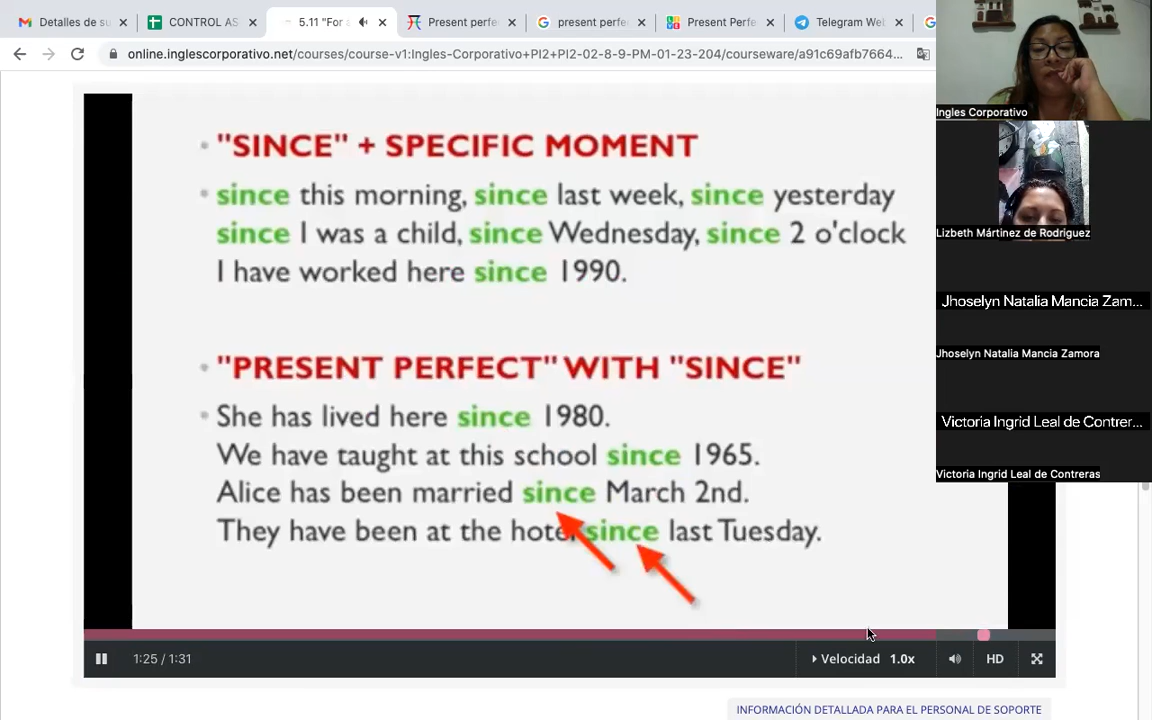 Detalles de su
CONTROL AS
5.11 "For a
Present perfe
present perfe
Present Perfe
Telegram Web
online.inglescorporativo.net/courses/course-v1:Ingles-Corporativo+PI2+PI2-02-8-9-PM-01-23-204/courseware/a91c69afb7664...
"SINCE" + SPECIFIC MOMENT
since this morning, since last week, since yesterday
since I was a child, since Wednesday, since 2 o'clock
I have worked here since 1990.
"PRESENT PERFECT" WITH "SINCE"
She has lived here since 1980.
We have taught at this school since 1965.
Alice has been married since March 2nd.
They have been at the hotel since last Tuesday.
1:25 / 1:31
Velocidad 1.0x
HD
INFORMACIÓN DETALLADA PARA EL PERSONAL DE SOPORTE
Ingles Corporativo
Lizbeth Mártinez de Rodriguez
Jhoselyn Natalia Mancia Zam...
Jhoselyn Natalia Mancia Zamora
Victoria Ingrid Leal de Contrer...
Victoria Ingrid Leal de Contreras